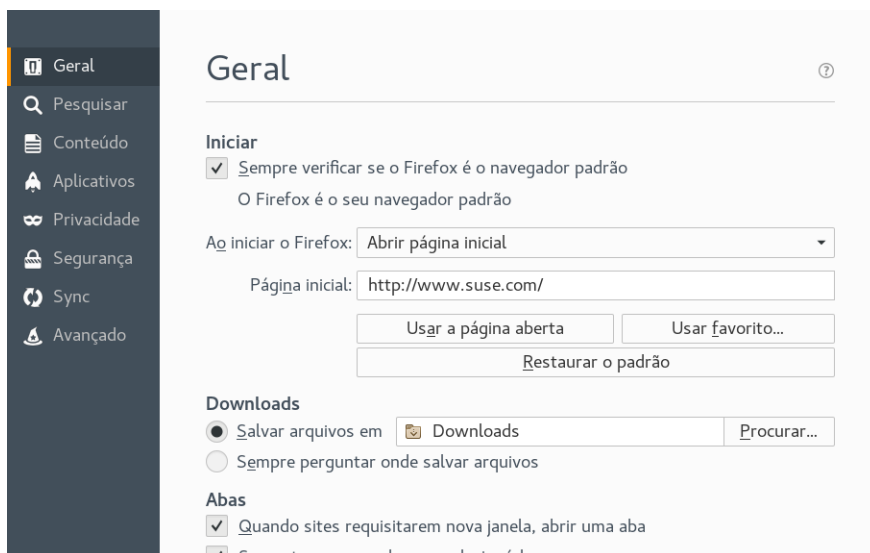 Geral
Pesquisar
Conteúdo
Aplicativos
Privacidade
Segurança
Sync
Avançado
Geral
?
Iniciar
Sempre verificar se o Firefox é o navegador padrão
O Firefox é o seu navegador padrão
Ao iniciar o Firefox: Abrir página inicial
Página inicial: http://www.suse.com/
Usar a página aberta Usar favorito...
Restaurar o padrão
Downloads
Salvar arquivos em Downloads Procurar...
Sempre perguntar onde salvar arquivos
Abas
Quando sites requisitarem nova janela, abrir uma aba